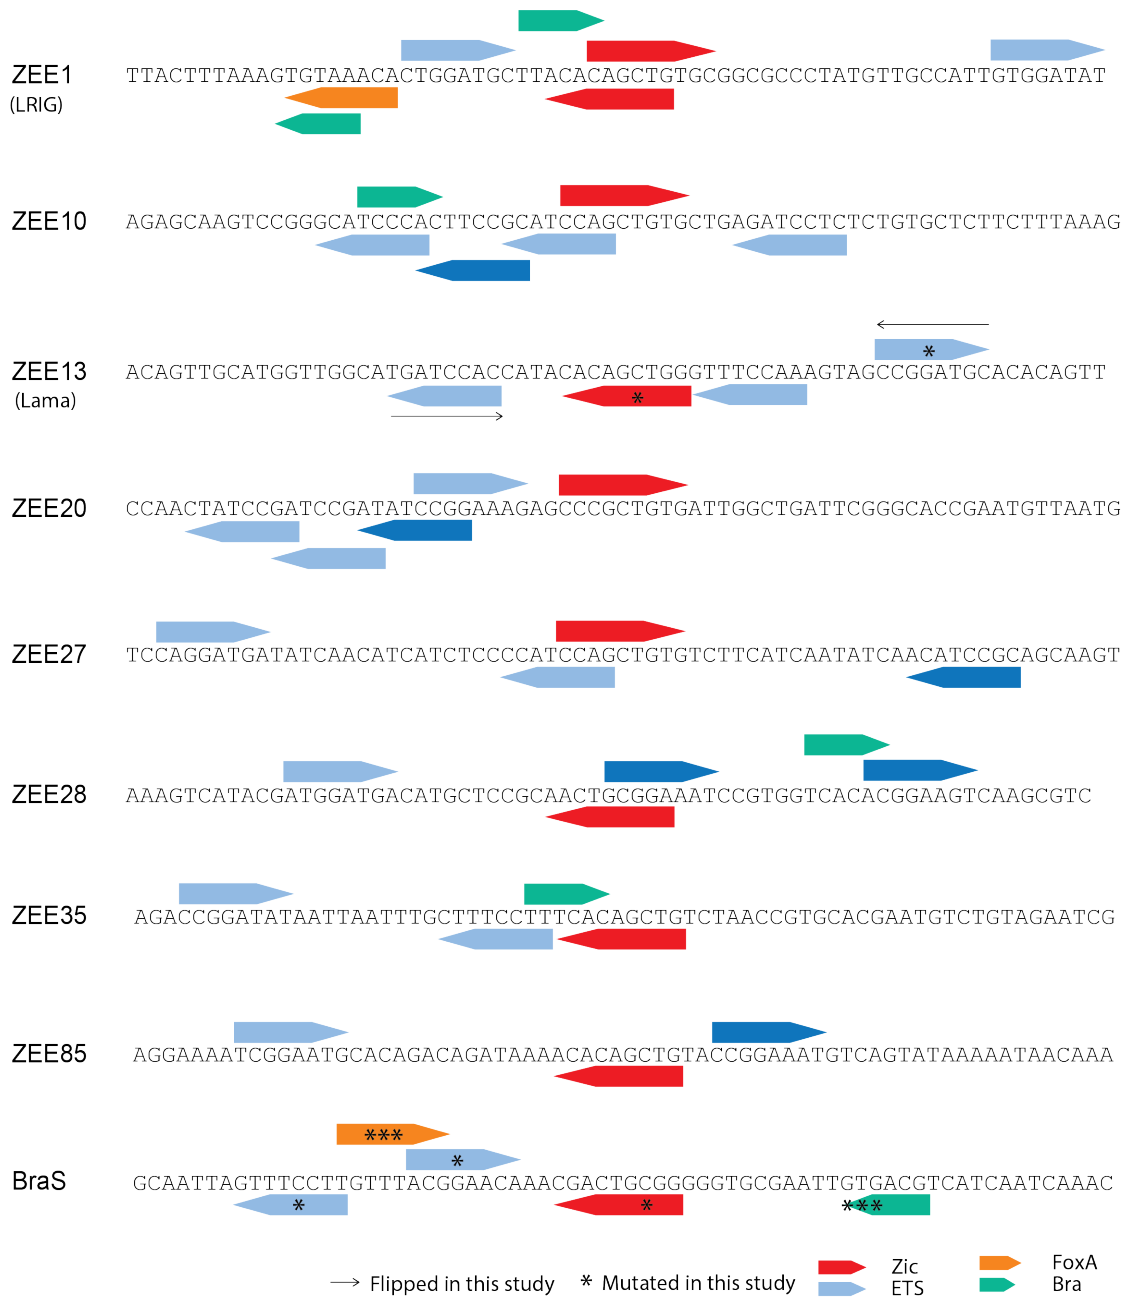 ZEE1 TTACTTTAAAGTGTAAACACTGGATGCTTACACAGCTGTGCGGCGCCCTATGTTGCCATTGTGGATAT
(LRIG)
ZEE10 AGAGCAAGTCCGGGCATCCCACTTCCGCATCCAGCTGTGCTGAGATCCTCTCTGTGCTCTTCTTTAAAG
ZEE13 ACAGTTGCATGGTTGGCATGATCCACCATACACAGCTGGGTTTCCAAAGTAGCCGGATGCACACAGTT
(Lama) *
*
ZEE20 CCAACTATCCGATCCGATATCCGGAAAGAGCCCGCTGTGATTGGCTGATTCGGGCACCGAATGTTAATG
ZEE27 TCCAGGATGATATCAACATCATCTCCCCATCCAGCTGTGTCTTCATCAATATCAACATCCGCAGCAAGT
ZEE28 AAAGTCATACGATGGATGACATGCTCCGCAACTGCGGAAATCCGTGGTCACACGGAAGTCAAGCGTC
ZEE35 AGACCGGATATAATTAATTTGCTTTCCTTTCACAGCTGTCTAACCGTGCACGAATGTCTGTAGAATCG
ZEE85 AGGAAAATCGGAATGCACAGACAGATAAAACACAGCTGTACCGGAAATGTCAGTATAAAAATAACAAA
***
*
BraS GCAATTAGTTTCCTTGTTTACGGAACAAACGACTGCGGGGGTGCGAATTGTGACGTCATCAATCAAAC
* * ***
→ Flipped in this study * Mutated in this study Zic FoxA
ETS Bra